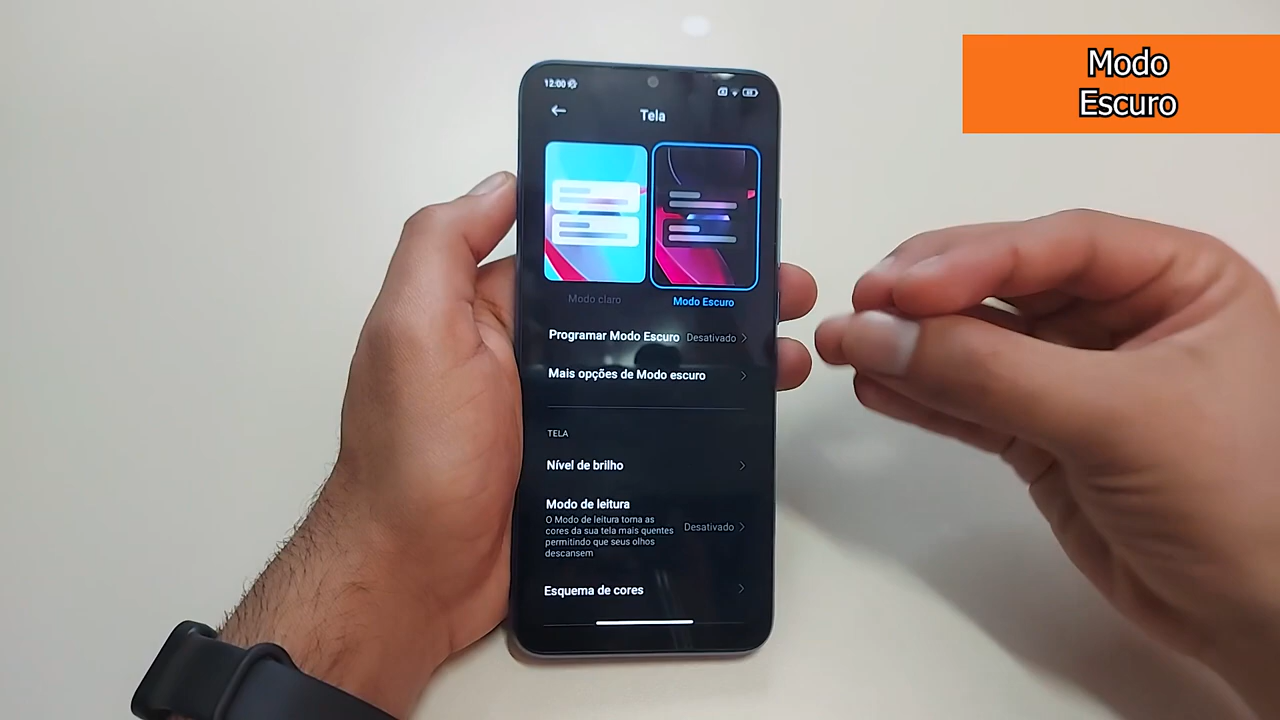 Modo
Escuro
12:00
Tela
Modo claro
Modo Escuro
Programar Modo Escuro
Desativado
Mais opções de Modo escuro
TELA
Nível de brilho
Modo de leitura
O Modo de leitura torna as
cores da sua tela mais quentes
permitindo que seus olhos
descansem
Desativado
Esquema de cores